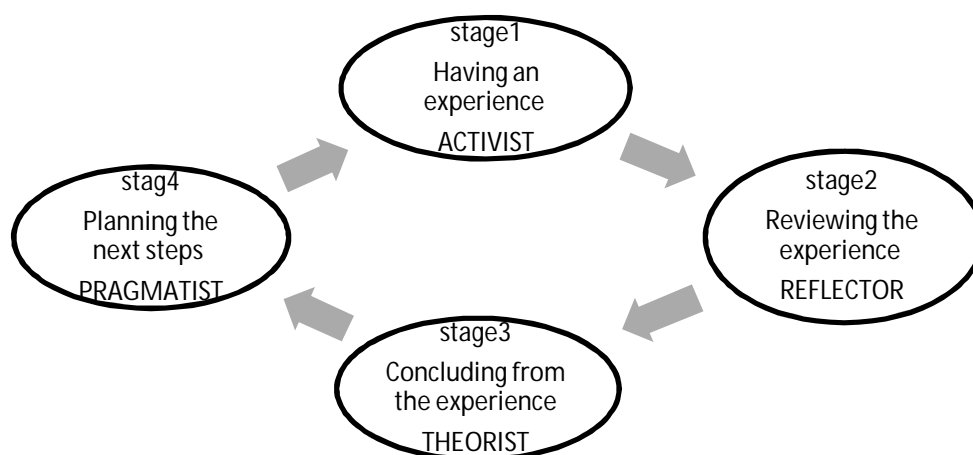 stage1
Having an
experience
ACTIVIST
stage2
Reviewing the
experience
REFLECTOR
stage3
Concluding from
the experience
THEORIST
stag4
Planning the
next steps
PRAGMATIST